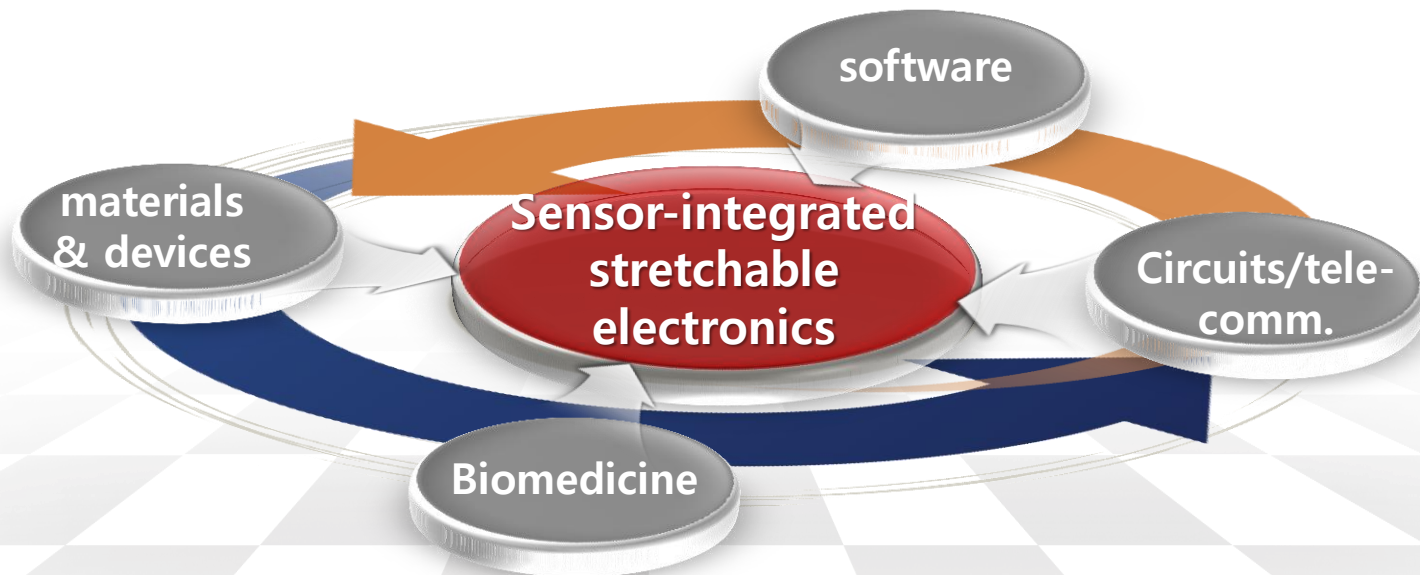 software
materials
& devices
Sensor-integrated
stretchable
electronics
Circuits/tele-
comm.
Biomedicine